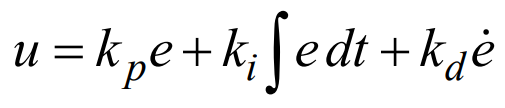 u = k_p e + k_i ∫ e dt + k_d ė